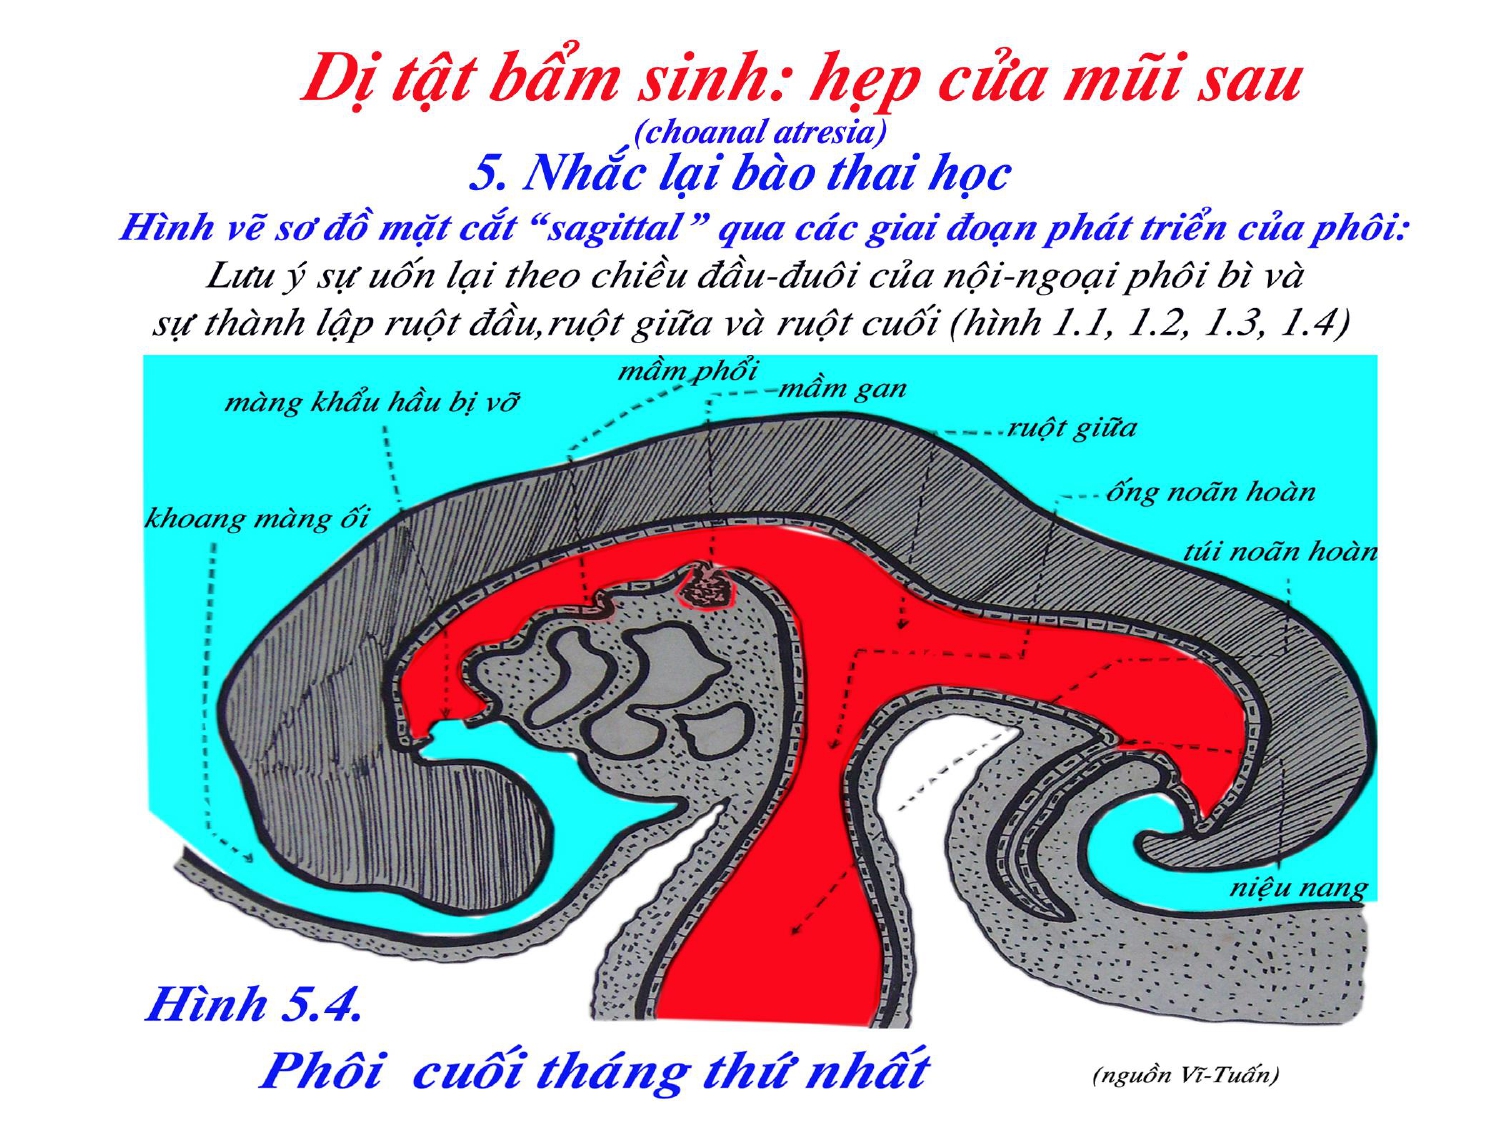 Dị tật bẩm sinh: hẹp cửa mũi sau
(choanal atresia)
5. Nhắc lại bào thai học
Hình vẽ sơ đồ mặt cắt “sagittal” qua các giai đoạn phát triển của phôi:
Lưu ý sự uốn lại theo chiều đầu-đuôi của nội-ngoại phôi bì và
sự thành lập ruột đầu,ruột giữa và ruột cuối (hình 1.1, 1.2, 1.3, 1.4)
mầm phổi
mầm gan
màng khẩu hầu bị vỡ
ruột giữa
ống noãn hoàn
khoang màng ối
túi noãn hoàn
niệu nang
Hình 5.4.
Phôi cuối tháng thứ nhất
(nguồn Vĩ-Tuấn)